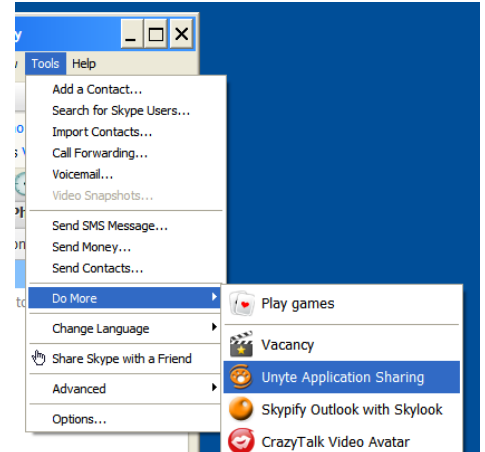 y
Tools Help
Add a Contact...
Search for Skype Users...
Import Contacts...
Call Forwarding...
Voicemail...
Video Snapshots...
Send SMS Message...
Send Money...
Send Contacts...
Do More
Play games
Change Language
Vacancy
Share Skype with a Friend
Unyte Application Sharing
Advanced
Skypify Outlook with Skylook
Options...
CrazyTalk Video Avatar